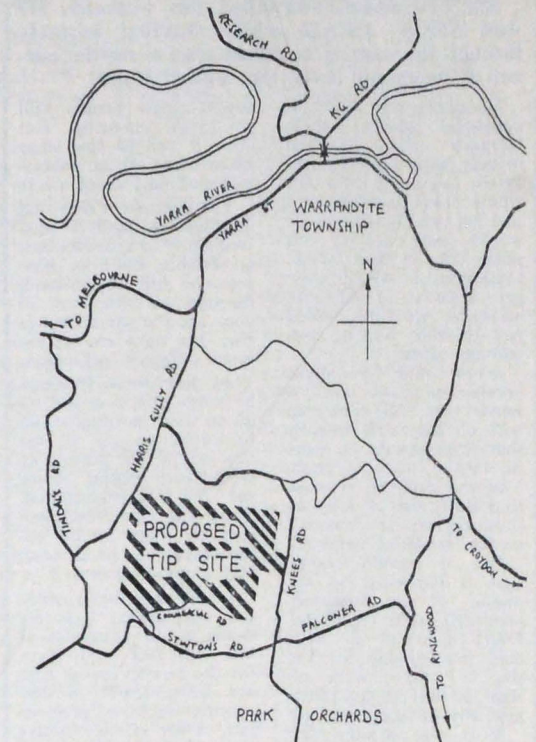 RESEARCH RD
KG RD
YARRA RIVER
YARRA ST
WARRANDYTE
TOWNSHIP
N
TO MELBOURNE
HARRIS GULLY RD
TINDALS RD
PROPOSED
TIP SITE
KNEES RD
TO CROYDON
FALCONER RD
STINTON'S RD
TO RINGWOOD
PARK ORCHARDS